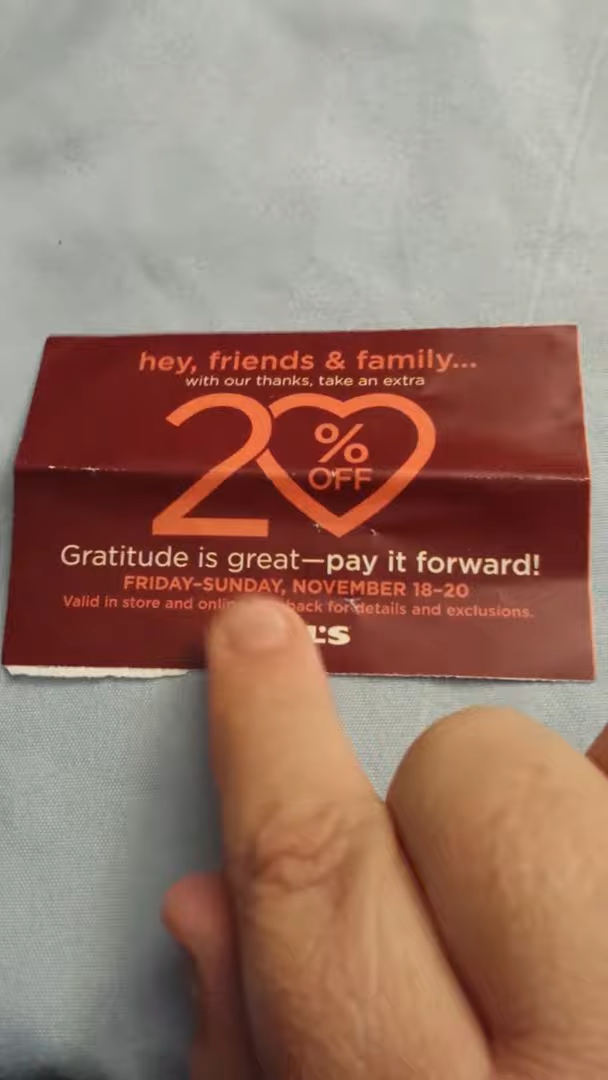 hey, friends & family...
with our thanks, take an extra
20% OFF
Gratitude is great—pay it forward!
FRIDAY–SUNDAY, NOVEMBER 18–20
Valid in store and back for details and exclusions.
L'S